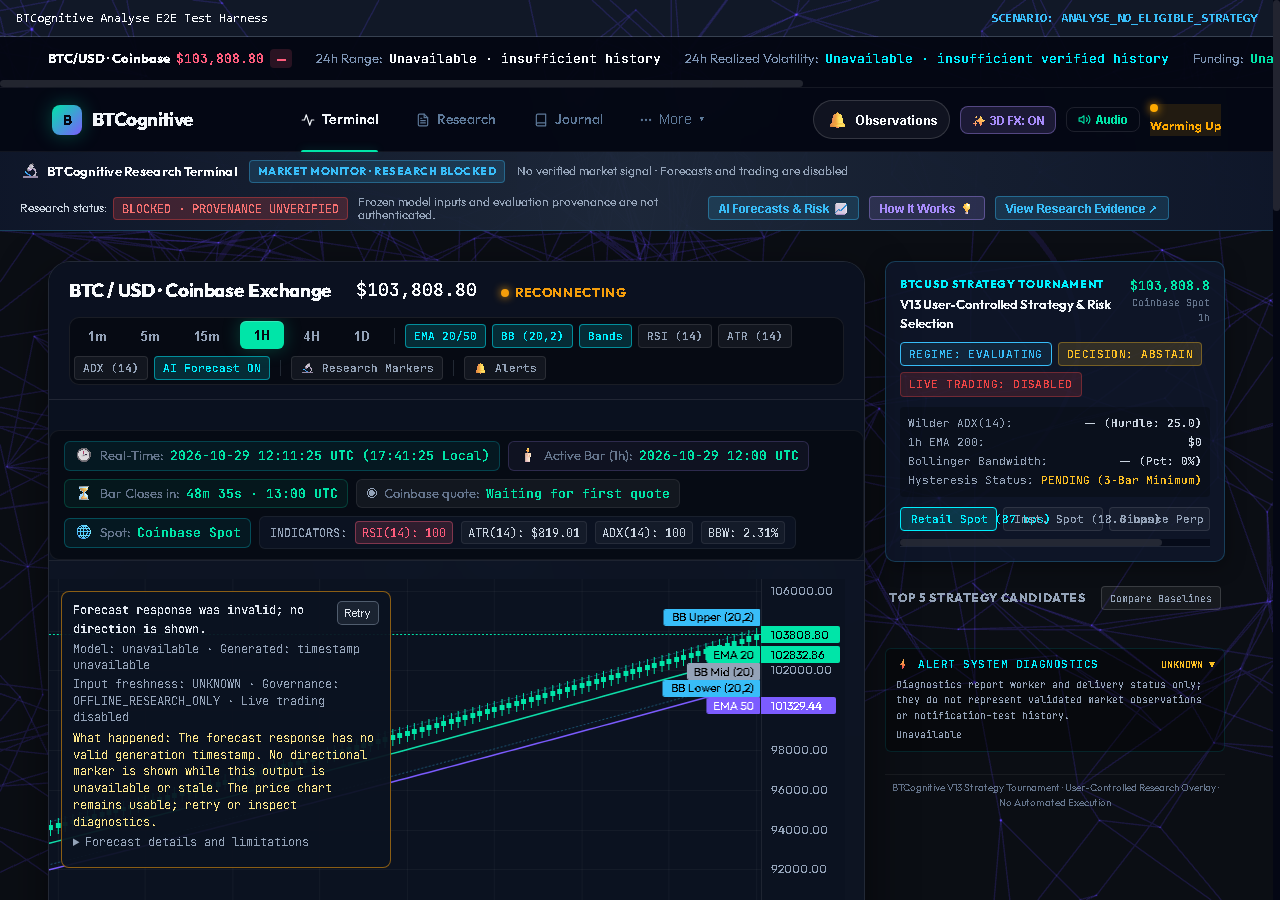 BTCognitive Analyse E2E Test Harness
SCENARIO: ANALYSE_NO_ELIGIBLE_STRATEGY
BTC/USD · Coinbase $103,808.80 — 24h Range: Unavailable · insufficient history 24h Realized Volatility: Unavailable · insufficient verified history Funding: Una
B BTCognitive Terminal Research Journal ··· More ▾ Observations 3D FX: ON Audio Warming Up
BTCognitive Research Terminal MARKET MONITOR · RESEARCH BLOCKED No verified market signal · Forecasts and trading are disabled
Research status: BLOCKED · PROVENANCE UNVERIFIED Frozen model inputs and evaluation provenance are not
authenticated.
AI Forecasts & Risk How It Works View Research Evidence ↗
BTC / USD · Coinbase Exchange $103,808.80 RECONNECTING
1m 5m 15m 1H 4H 1D EMA 20/50 BB (20,2) Bands RSI (14) ATR (14)
ADX (14) AI Forecast ON Research Markers Alerts
Real-Time: 2026-10-29 12:11:25 UTC (17:41:25 Local) Active Bar (1h): 2026-10-29 12:00 UTC
Bar Closes in: 48m 35s · 13:00 UTC Coinbase quote: Waiting for first quote
Spot: Coinbase Spot INDICATORS: RSI(14): 100 ATR(14): $819.01 ADX(14): 100 BBW: 2.31%
Forecast response was invalid; no
direction is shown.
Retry
Model: unavailable · Generated: timestamp
unavailable
Input freshness: UNKNOWN · Governance:
OFFLINE_RESEARCH_ONLY · Live trading
disabled
What happened: The forecast response has no
valid generation timestamp. No directional
marker is shown while this output is
unavailable or stale. The price chart
remains usable; retry or inspect
diagnostics.
▶ Forecast details and limitations
106000.00
BB Upper (20,2)
103808.80
EMA 20 102832.86
BB Mid (20) 102000.00
BB Lower (20,2)
EMA 50 101329.44
98000.00
96000.00
94000.00
92000.00
BTCUSD STRATEGY TOURNAMENT
V13 User-Controlled Strategy & Risk
Selection
$103,808.8
Coinbase Spot
1h
REGIME: EVALUATING DECISION: ABSTAIN
LIVE TRADING: DISABLED
Wilder ADX(14): — (Hurdle: 25.0)
1h EMA 200: $0
Bollinger Bandwidth: — (Pct: 0%)
Hysteresis Status: PENDING (3-Bar Minimum)
Retail Spot
Perp
TOP 5 STRATEGY CANDIDATES Compare Baselines
ALERT SYSTEM DIAGNOSTICS UNKNOWN ▼
Diagnostics report worker and delivery status only;
they do not represent validated market observations
or notification-test history.
Unavailable
BTCognitive V13 Strategy Tournament · User-Controlled Research Overlay ·
No Automated Execution